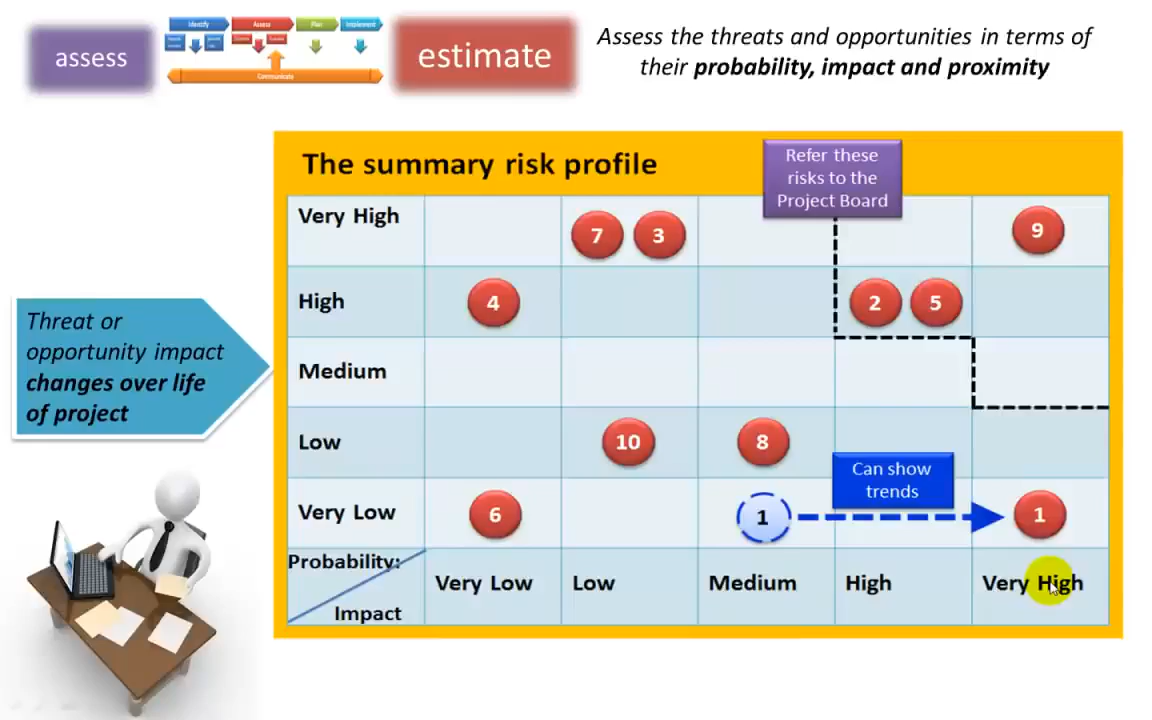 assess
Identify
Assess
Plan
Implement
Communicate
estimate
Assess the threats and opportunities in terms of
their probability, impact and proximity
The summary risk profile
Refer these
risks to the
Project Board
Very High
7 3
9
High
4
2 5
Medium
Low
10
8
Can show
trends
Very Low
6
1
1
Probability:
Impact
Very Low
Low
Medium
High
Very High
Threat or
opportunity impact
changes over life
of project